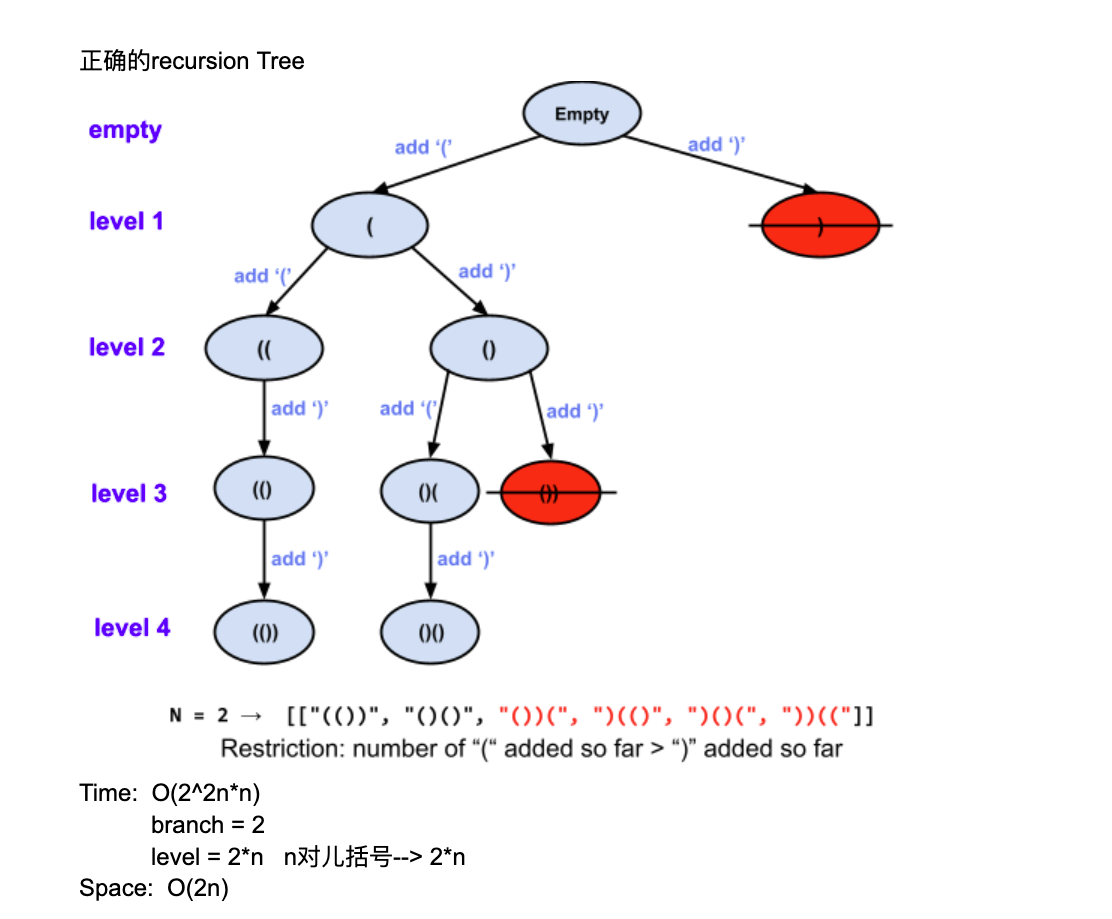 正确的recursion Tree
empty
Empty
add ‘(’
add ‘)’
level 1
(
)
add ‘(’
add ‘)’
level 2
((
()
add ‘)’
add ‘(’
add ‘)’
level 3
(()
()(
())
add ‘)’
add ‘)’
level 4
(())
()()
N = 2 → [["(())", "()()", "())(", ")(()", ")()(", "))(("]]
Restriction: number of “(“ added so far > “)” added so far
Time: O(2^2n*n)
branch = 2
level = 2*n n对儿括号--> 2*n
Space: O(2n)